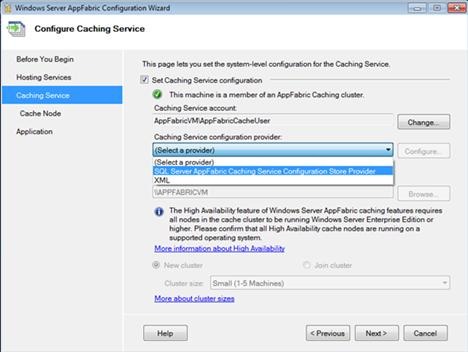 Windows Server AppFabric Configuration Wizard
Configure Caching Service
Before You Begin
Hosting Services
Caching Service
Cache Node
Application
This page lets you set the system-level configuration for the Caching Service.
Set Caching Service configuration
This machine is a member of an AppFabric Caching cluster.
Caching Service account:
AppFabricVM\AppFabricCacheUser
Change...
Caching Service configuration provider:
(Select a provider)
Configure...
(Select a provider)
SQL Server AppFabric Caching Service Configuration Store Provider
XML
\\APPFABRICVM
Browse...
The High Availability feature of Windows Server AppFabric caching features requires
all nodes in the cache cluster to be running Windows Server Enterprise Edition or
higher. Please confirm that all High Availability cache nodes are running on a
supported operating system.
More information about High Availability
New cluster
Join cluster
Cluster size:
Small (1-5 Machines)
More about cluster sizes
Help
< Previous
Next >
Cancel